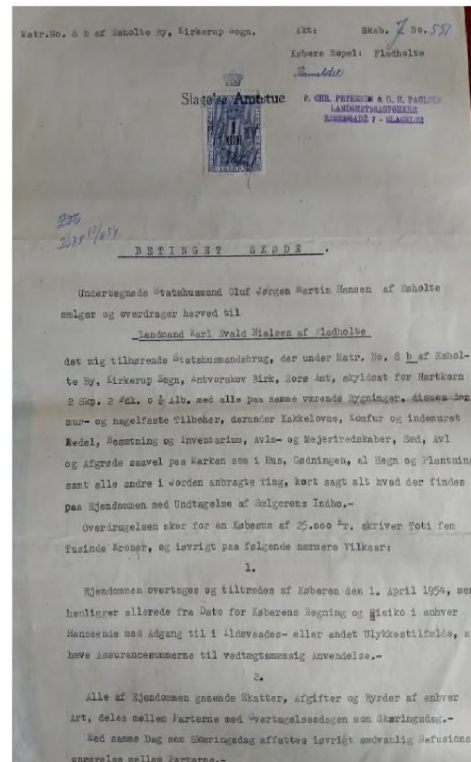 Matr.No. 8 b af Esholte By, Kirkerup Sogn.
Akt: Skab. 7 No. 551
Købers Bopel: Fladholte
Anmeldel
Slagelse Amtstue
F. CHR. PETERSEN & O. H. PAULSEN
LANDSRETSSAGFØRERE
ROSENGADE 7 - SLAGELSE
1
KRONE
BETINGET SKØDE .
Undertegnede Statshusmand Oluf Jørgen Martin Hansen af Esholte
sælger og overdrager herved til
Landmand Karl Evald Nielsen af Fladholte
det mig tilhørende Statshusmandsbrug, der under Matr. No. 8 b af Eshol-
te By, Kirkerup Sogn, Antvorskov Birk, Sorø Amt, skyldsat for Hartkorn
2 Skp. 2 Fdk. 0 ½ Alb. med alle paa samme værende Bygninger, disses
mur- og nagelfaste Tilbehør, derunder Kakkelovne, Komfur og indmuret
Kedel, Besætning og Inventarium, Avls- og Mejeriredskaber, Sæd, Avl
og Afgrøde saavel paa Marken som i Hus, Gødningen, al Hegn og Plantning
samt alle andre i Jorden anbragte Ting, kort sagt alt hvad der findes
paa Ejendommen med Undtagelse af Sælgerens Indbo.-
Overdragelsen sker for en Købesum af 25.000 Kr. skriver Toti fem
Tusinde Kroner, og iøvrigt paa følgende nærmere Vilkaar:
1.
Ejendommen overtages og tiltrædes af Køberen den 1. April 1954, men
henligger allerede fra Dato for Køberens Regning og Risiko i enhver
Henseende med Adgang til i Ildsvaades- eller andet Ulykkestilfælde, a
hæve Assurancesummerne til vedtægtsmæssig Anvendelse.-
2.
Alle af Ejendommen gaaende Skatter, Afgifter og Byrder af enhver
Art, deles mellem Parterne med Overtagelsesdagen som Skæringsdag.-
Med samme Dag som Skæringsdag affattes iøvrigt sædvanlig Refusions
opgørelse mellem Parterne.-